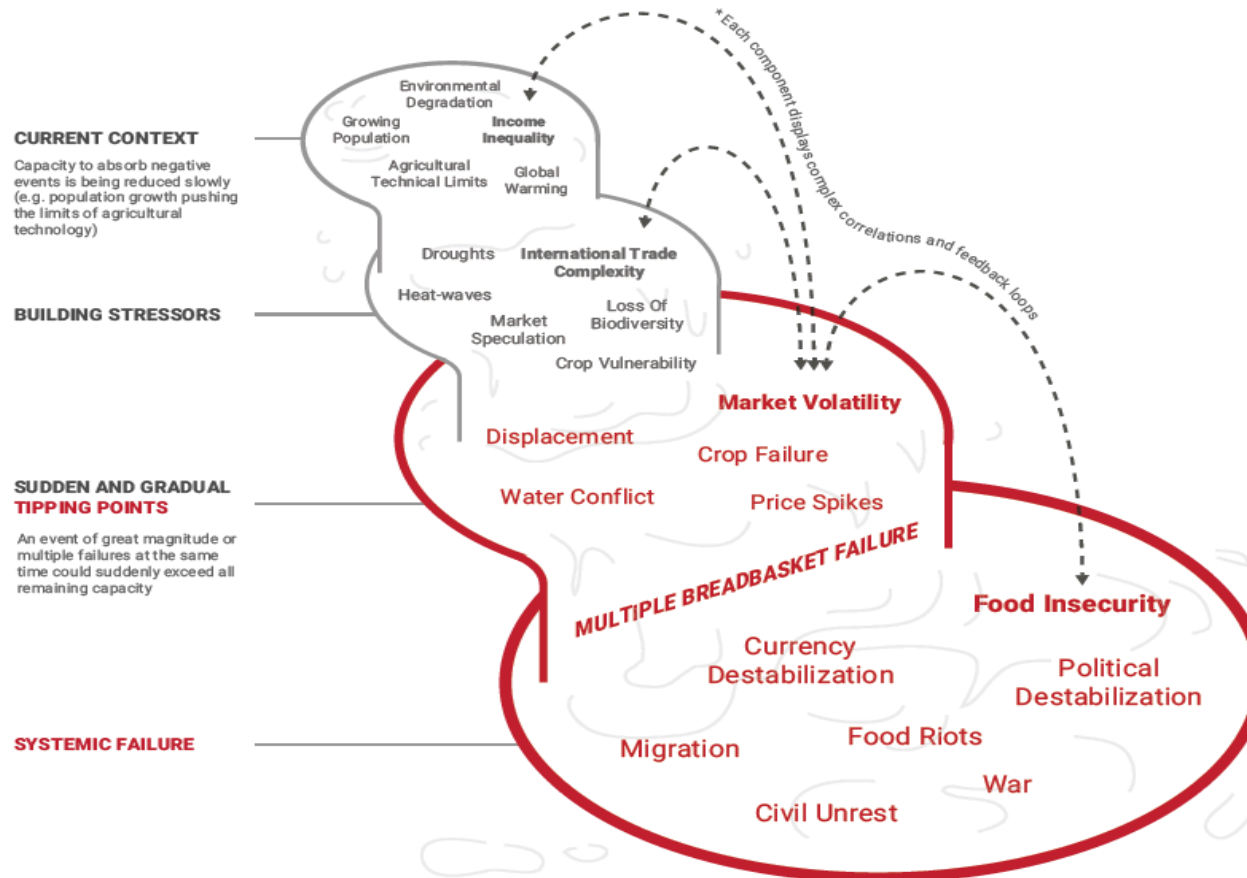 * Each component displays complex correlations and feedback loops
CURRENT CONTEXT
Capacity to absorb negative
events is being reduced slowly
(e.g. population growth pushing
the limits of agricultural
technology)
Environmental
Degradation
Growing
Population
Income
Inequality
Agricultural
Technical Limits
Global
Warming
BUILDING STRESSORS
Droughts
International Trade
Complexity
Heat-waves
Loss Of
Biodiversity
Market
Speculation
Crop Vulnerability
SUDDEN AND GRADUAL
TIPPING POINTS
An event of great magnitude or
multiple failures at the same
time could suddenly exceed all
remaining capacity
Market Volatility
Displacement
Crop Failure
Water Conflict
Price Spikes
MULTIPLE BREADBASKET FAILURE
SYSTEMIC FAILURE
Food Insecurity
Currency
Destabilization
Political
Destabilization
Migration
Food Riots
War
Civil Unrest